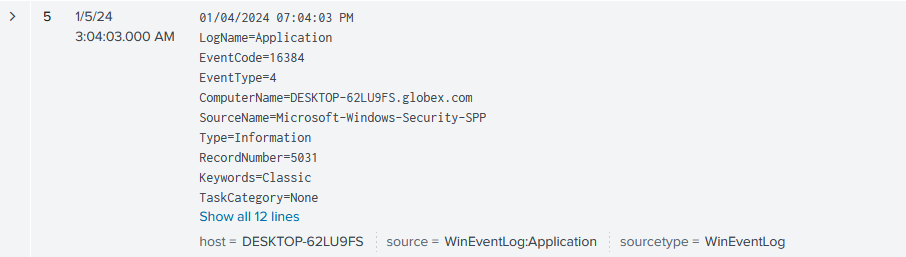 5 1/5/24 01/04/2024 07:04:03 PM
3:04:03.000 AM LogName=Application
EventCode=16384
EventType=4
ComputerName=DESKTOP-62LU9FS.globex.com
SourceName=Microsoft-Windows-Security-SPP
Type=Information
RecordNumber=5031
Keywords=Classic
TaskCategory=None
Show all 12 lines
host = DESKTOP-62LU9FS source = WinEventLog:Application sourcetype = WinEventLog